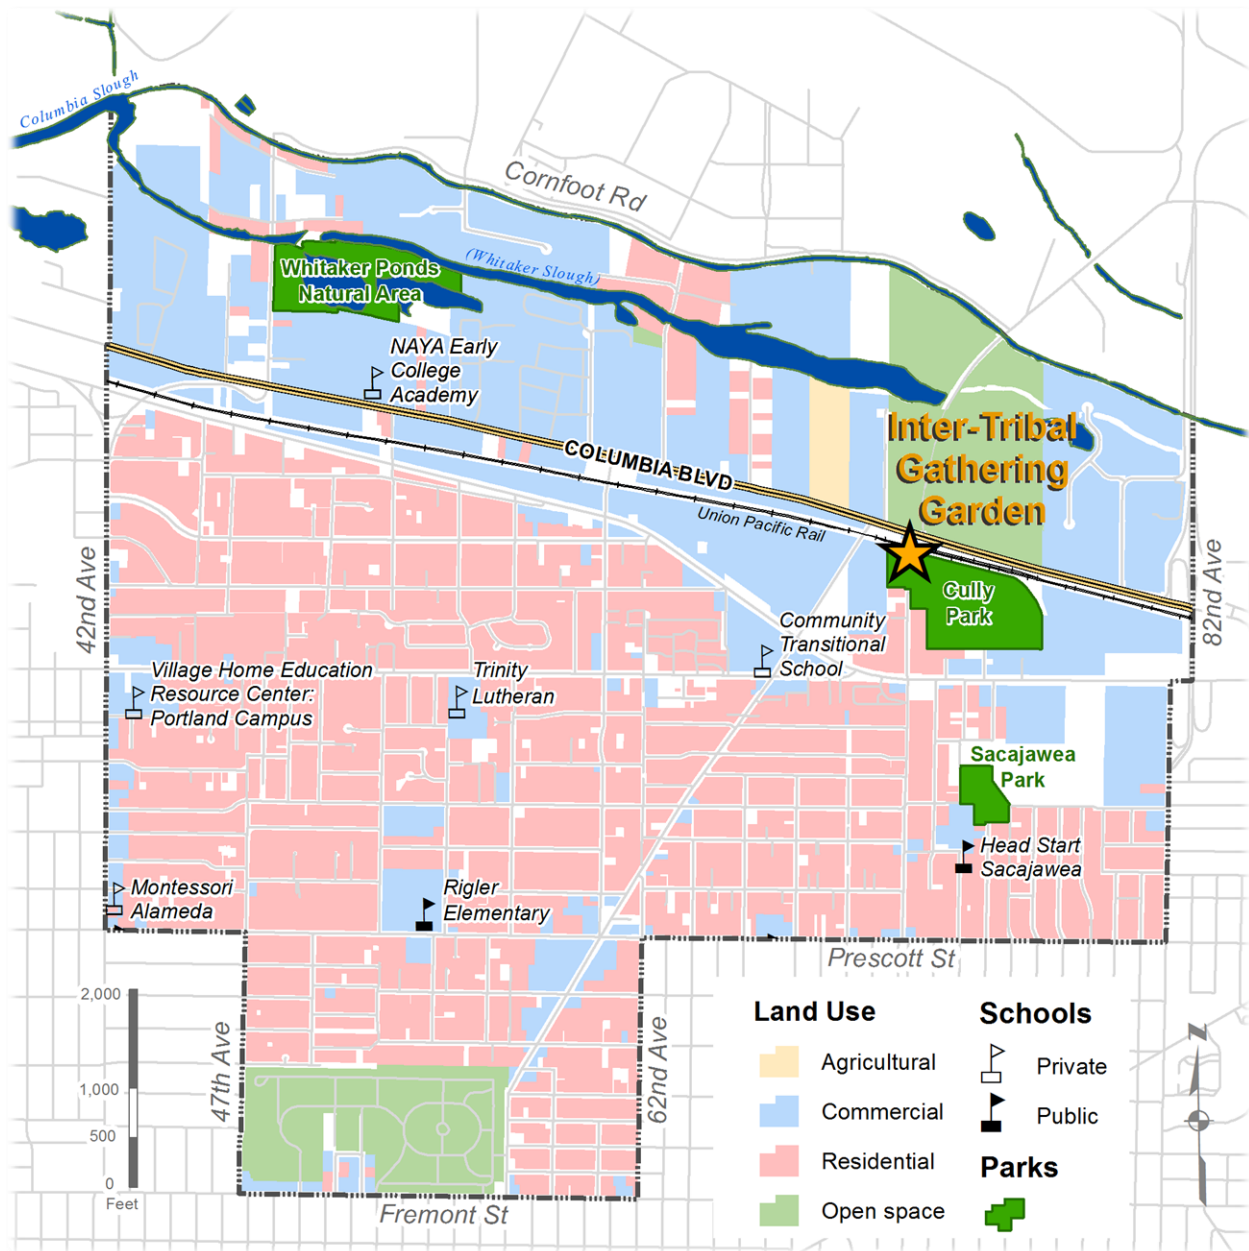 Columbia Slough
Cornfoot Rd
(Whitaker Slough)
Whitaker Ponds
Natural Area
NAYA Early
College
Academy
Inter-Tribal
Gathering
Garden
COLUMBIA BLVD
Union Pacific Rail
42nd Ave
82nd Ave
Cully
Park
Community
Transitional
School
Village Home Education
Resource Center:
Portland Campus
Trinity
Lutheran
Sacajawea
Park
Head Start
Sacajawea
Montessori
Alameda
Rigler
Elementary
Prescott St
47th Ave
62nd Ave
Fremont St
2,000
1,000
500
0
Feet
Land Use
Agricultural
Commercial
Residential
Open space
Schools
Private
Public
Parks
N